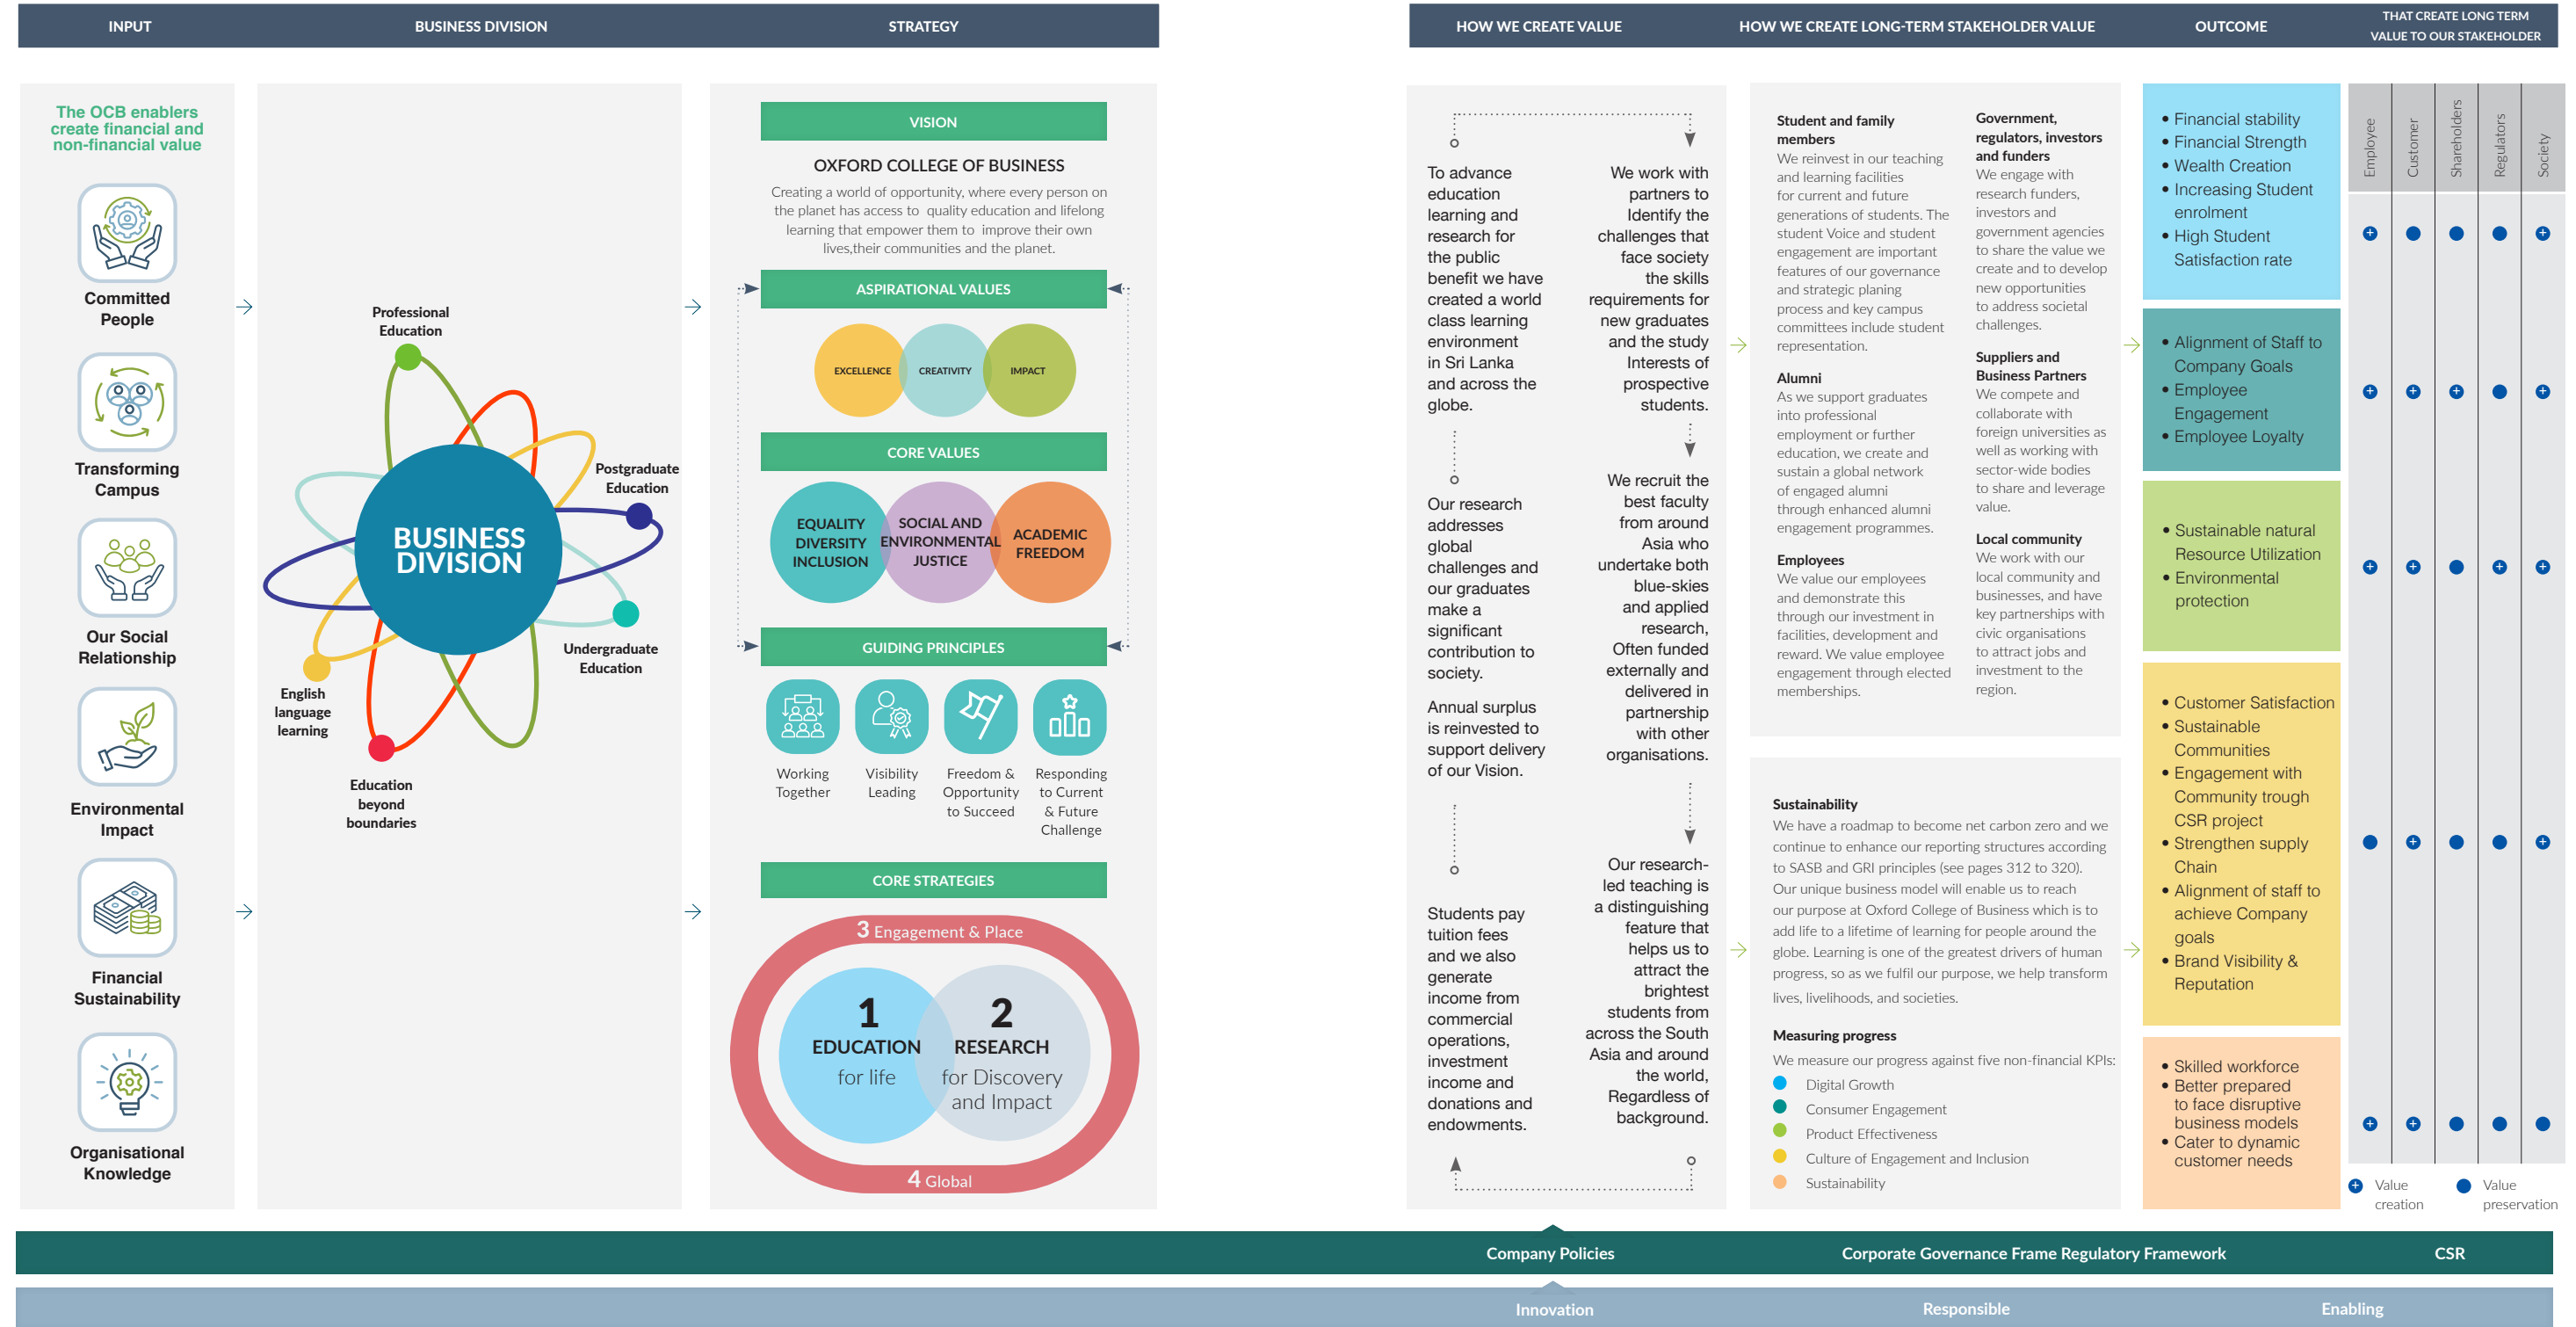 INPUT
BUSINESS DIVISION
STRATEGY
HOW WE CREATE VALUE
HOW WE CREATE LONG-TERM STAKEHOLDER VALUE
OUTCOME
THAT CREATE LONG TERM
VALUE TO OUR STAKEHOLDER
The OCB enablers
create financial and
non-financial value
Committed
People
Transforming
Campus
Our Social
Relationship
Environmental
Impact
Financial
Sustainability
Organisational
Knowledge
Professional
Education
Postgraduate
Education
BUSINESS
DIVISION
Undergraduate
Education
English
language
learning
Education
beyond
boundaries
VISION
OXFORD COLLEGE OF BUSINESS
Creating a world of opportunity, where every person on
the planet has access to quality education and lifelong
learning that empower them to improve their own
lives,their communities and the planet.
ASPIRATIONAL VALUES
EXCELLENCE
CREATIVITY
IMPACT
CORE VALUES
EQUALITY
DIVERSITY
INCLUSION
SOCIAL AND
ENVIRONMENTAL
JUSTICE
ACADEMIC
FREEDOM
GUIDING PRINCIPLES
Working
Together
Visibility
Leading
Freedom &
Opportunity
to Succeed
Responding
to Current
& Future
Challenge
CORE STRATEGIES
3 Engagement & Place
1
EDUCATION
for life
2
RESEARCH
for Discovery
and Impact
4 Global
To advance
education
learning and
research for
the public
benefit we have
created a world
class learning
environment
in Sri Lanka
and across the
globe.
Our research
addresses
global
challenges and
our graduates
make a
significant
contribution to
society.
Annual surplus
is reinvested to
support delivery
of our Vision.
Students pay
tuition fees
and we also
generate
income from
commercial
operations,
investment
income and
donations and
endowments.
We work with
partners to
Identify the
challenges that
face society
the skills
requirements for
new graduates
and the study
Interests of
prospective
students.
We recruit the
best faculty
from around
Asia who
undertake both
blue-skies
and applied
research,
Often funded
externally and
delivered in
partnership
with other
organisations.
Our research-
led teaching is
a distinguishing
feature that
helps us to
attract the
brightest
students from
across the South
Asia and around
the world,
Regardless of
background.
Student and family
members
We reinvest in our teaching
and learning facilities
for current and future
generations of students. The
student Voice and student
engagement are important
features of our governance
and strategic planing
process and key campus
committees include student
representation.
Alumni
As we support graduates
into professional
employment or further
education, we create and
sustain a global network
of engaged alumni
through enhanced alumni
engagement programmes.
Employees
We value our employees
and demonstrate this
through our investment in
facilities, development and
reward. We value employee
engagement through elected
memberships.
Government,
regulators, investors
and funders
We engage with
research funders,
investors and
government agencies
to share the value we
create and to develop
new opportunities
to address societal
challenges.
Suppliers and
Business Partners
We compete and
collaborate with
foreign universities as
well as working with
sector-wide bodies
to share and leverage
value.
Local community
We work with our
local community and
businesses, and have
key partnerships with
civic organisations
to attract jobs and
investment to the
region.
Sustainability
We have a roadmap to become net carbon zero and we
continue to enhance our reporting structures according
to SASB and GRI principles (see pages 312 to 320).
Our unique business model will enable us to reach
our purpose at Oxford College of Business which is to
add life to a lifetime of learning for people around the
globe. Learning is one of the greatest drivers of human
progress, so as we fulfil our purpose, we help transform
lives, livelihoods, and societies.
Measuring progress
We measure our progress against five non-financial KPIs:
Digital Growth
Consumer Engagement
Product Effectiveness
Culture of Engagement and Inclusion
Sustainability
• Financial stability
• Financial Strength
• Wealth Creation
• Increasing Student
enrolment
• High Student
Satisfaction rate
• Alignment of Staff to
Company Goals
• Employee
Engagement
• Employee Loyalty
• Sustainable natural
Resource Utilization
• Environmental
protection
• Customer Satisfaction
• Sustainable
Communities
• Engagement with
Community trough
CSR project
• Strengthen supply
Chain
• Alignment of staff to
achieve Company
goals
• Brand Visibility &
Reputation
• Skilled workforce
• Better prepared
to face disruptive
business models
• Cater to dynamic
customer needs
Employee
Customer
Shareholders
Regulators
Society
Value
creation
Value
preservation
Company Policies
Corporate Governance Frame Regulatory Framework
CSR
Innovation
Responsible
Enabling